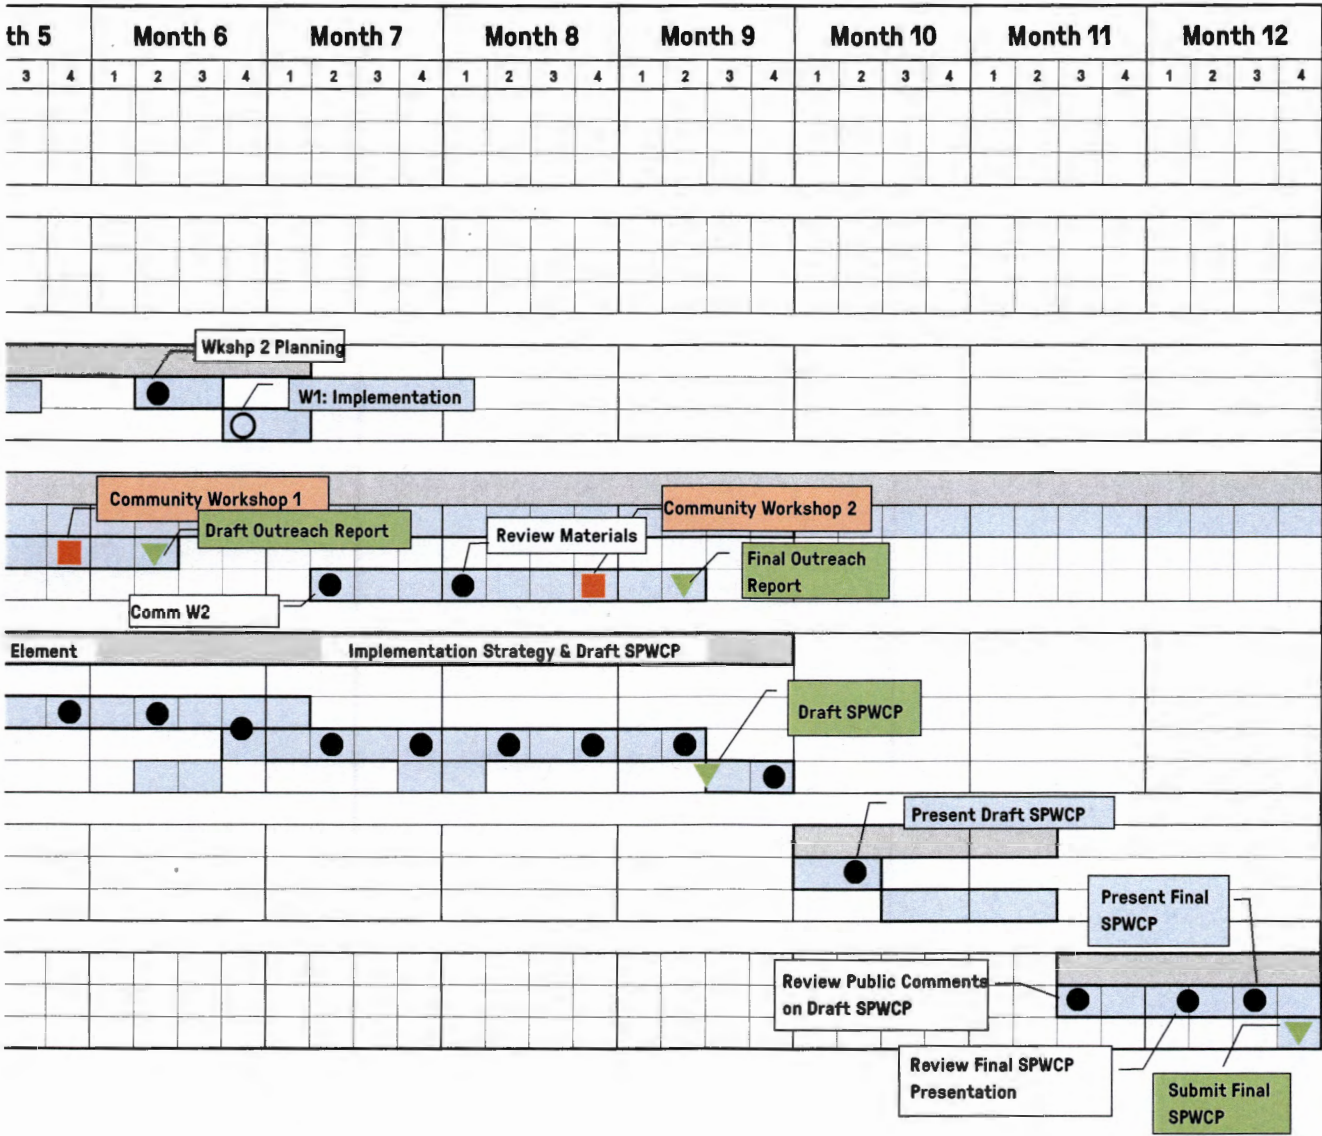 th 5 Month 6 Month 7 Month 8 Month 9 Month 10 Month 11 Month 12
3 4 1 2 3 4 1 2 3 4 1 2 3 4 1 2 3 4 1 2 3 4 1 2 3 4 1 2 3 4
Wkshp 2 Planning
W1: Implementation
Community Workshop 1
Community Workshop 2
Draft Outreach Report
Review Materials
Final Outreach
Report
Comm W2
Element
Implementation Strategy & Draft SPWCP
Draft SPWCP
Present Draft SPWCP
Present Final
SPWCP
Review Public Comments
on Draft SPWCP
Review Final SPWCP
Presentation
Submit Final
SPWCP